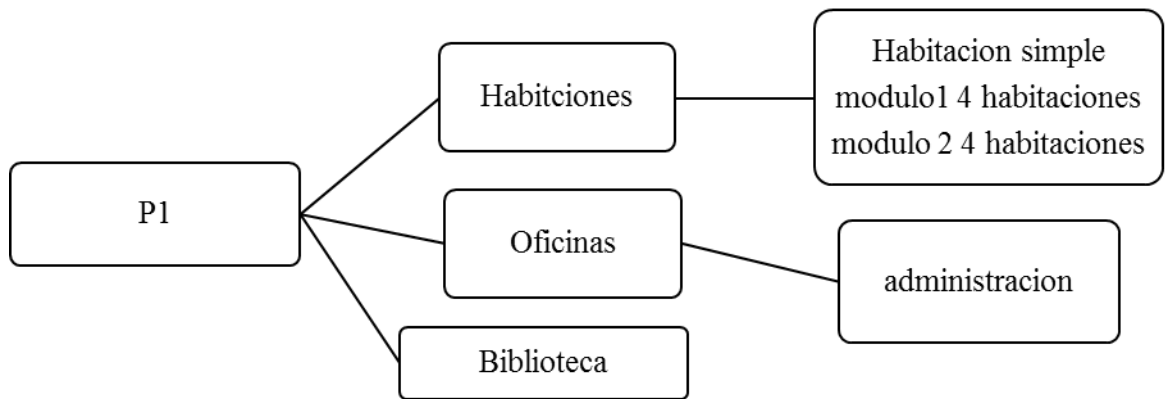 P1
Habitciones
Habitacion simple
modulo1 4 habitaciones
modulo 2 4 habitaciones
Oficinas
administracion
Biblioteca